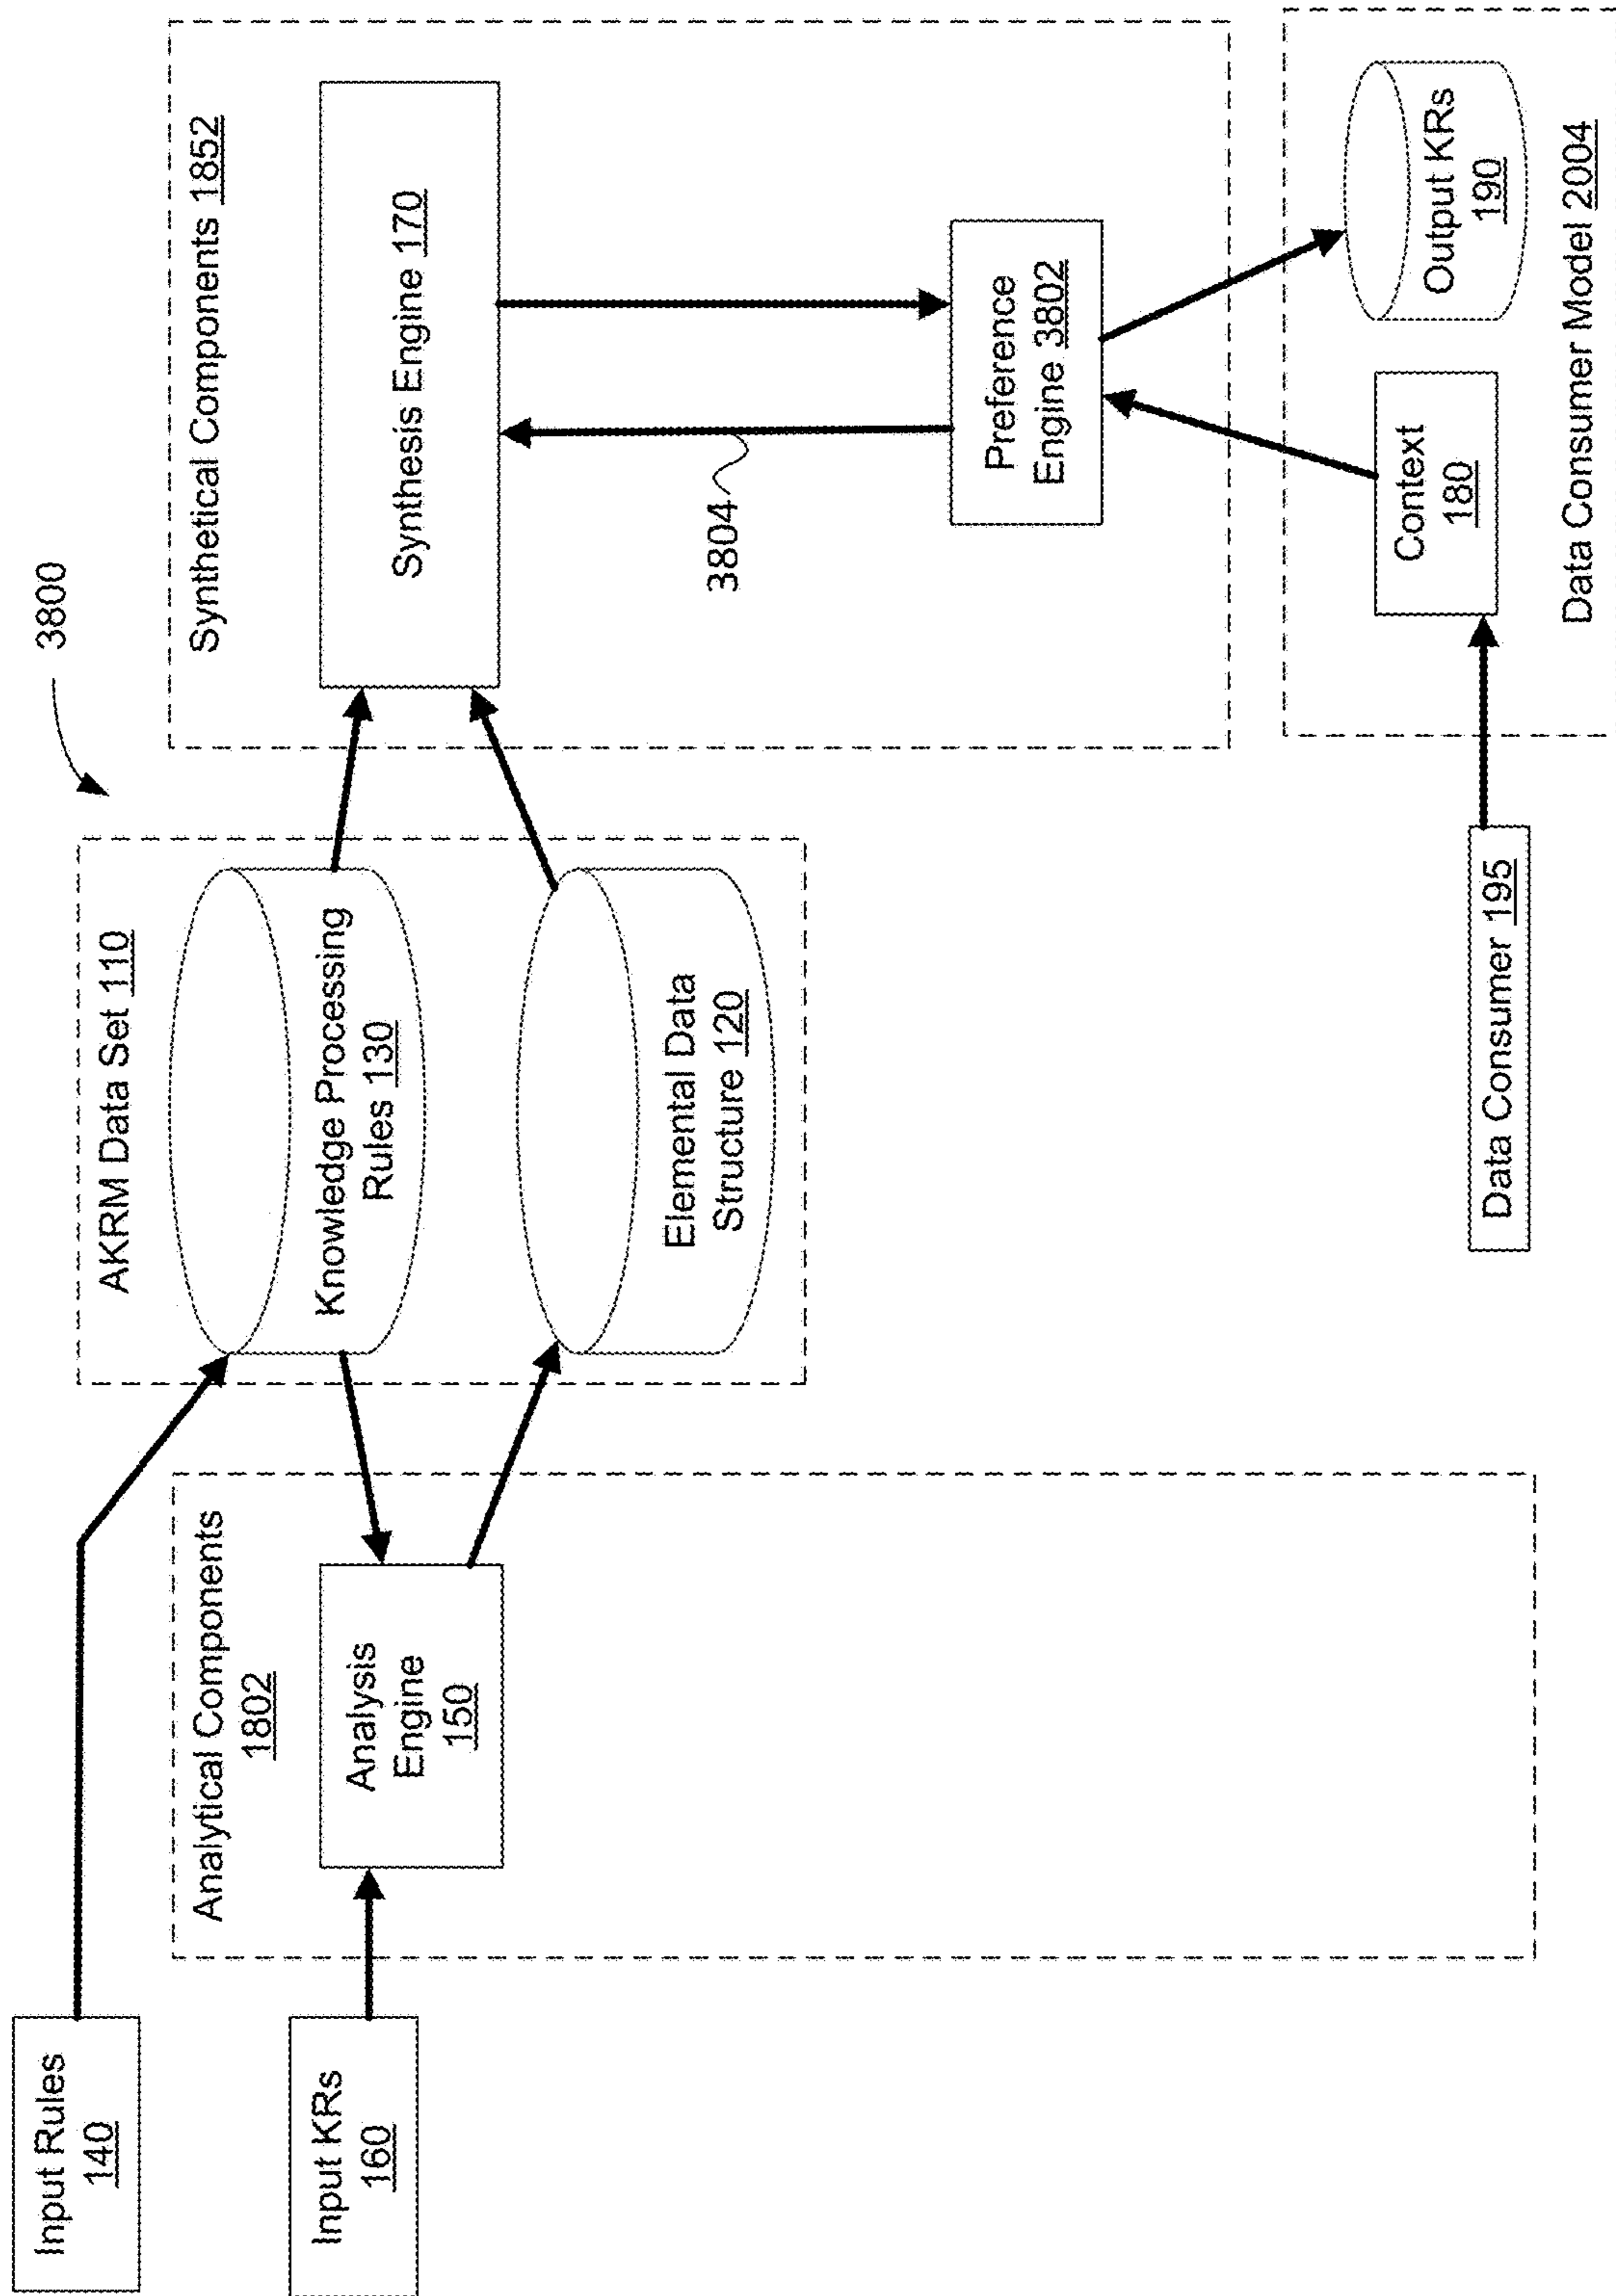 3800
Input Rules
140
Input KRs
160
Analytical Components
1802
Analysis
Engine
150
AKRM Data Set 110
Knowledge Processing
Rules 130
Elemental Data
Structure 120
Synthetical Components 1852
Synthesis Engine 170
3804
Preference
Engine 3802
Data Consumer 195
Context
180
Output KRs
190
Data Consumer Model 2004